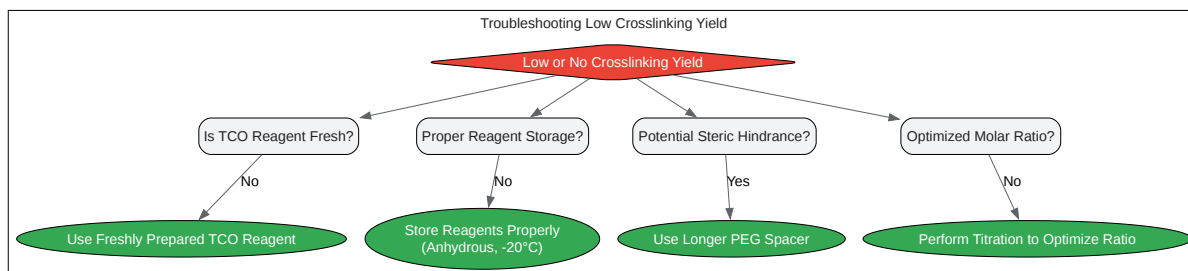 Troubleshooting Low Crosslinking Yield
Low or No Crosslinking Yield
Is TCO Reagent Fresh?
Proper Reagent Storage?
Potential Steric Hindrance?
Optimized Molar Ratio?
No
No
Yes
No
Use Freshly Prepared TCO Reagent
Store Reagents Properly
(Anhydrous, -20°C)
Use Longer PEG Spacer
Perform Titration to Optimize Ratio